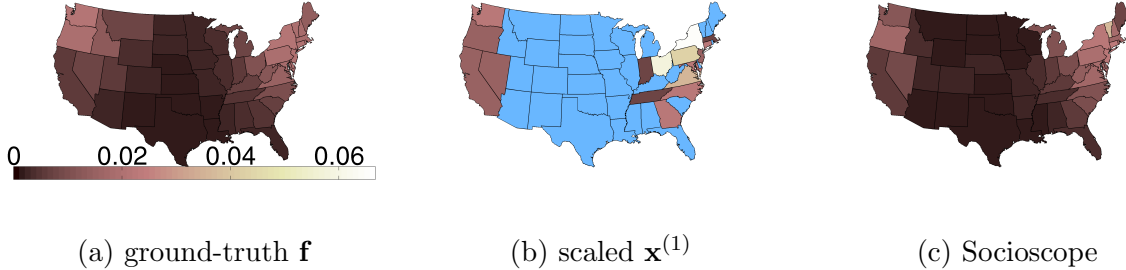 0 0.02 0.04 0.06
(a) ground-truth f
(b) scaled x(1)
(c) Socioscope